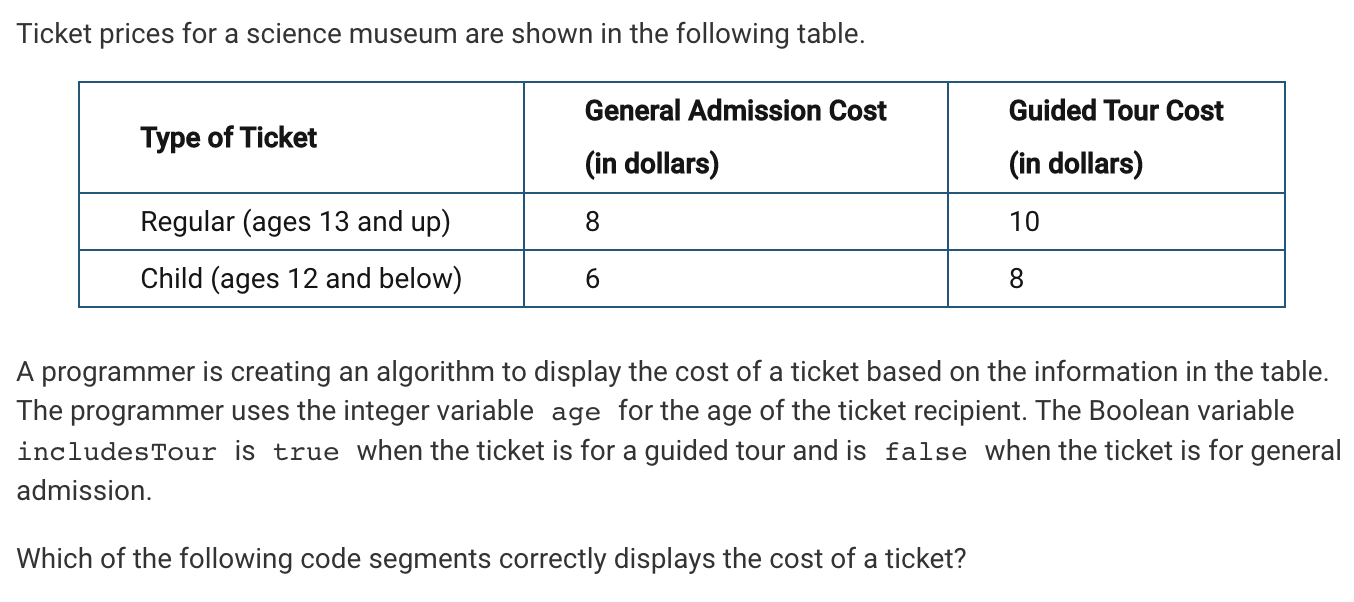 Ticket prices for a science museum are shown in the following table.
Type of Ticket
General Admission Cost
(in dollars)
Guided Tour Cost
(in dollars)
Regular (ages 13 and up)
8
10
Child (ages 12 and below)
6
8
A programmer is creating an algorithm to display the cost of a ticket based on the information in the table.
The programmer uses the integer variable age for the age of the ticket recipient. The Boolean variable
includesTour is true when the ticket is for a guided tour and is false when the ticket is for general
admission.
Which of the following code segments correctly displays the cost of a ticket?